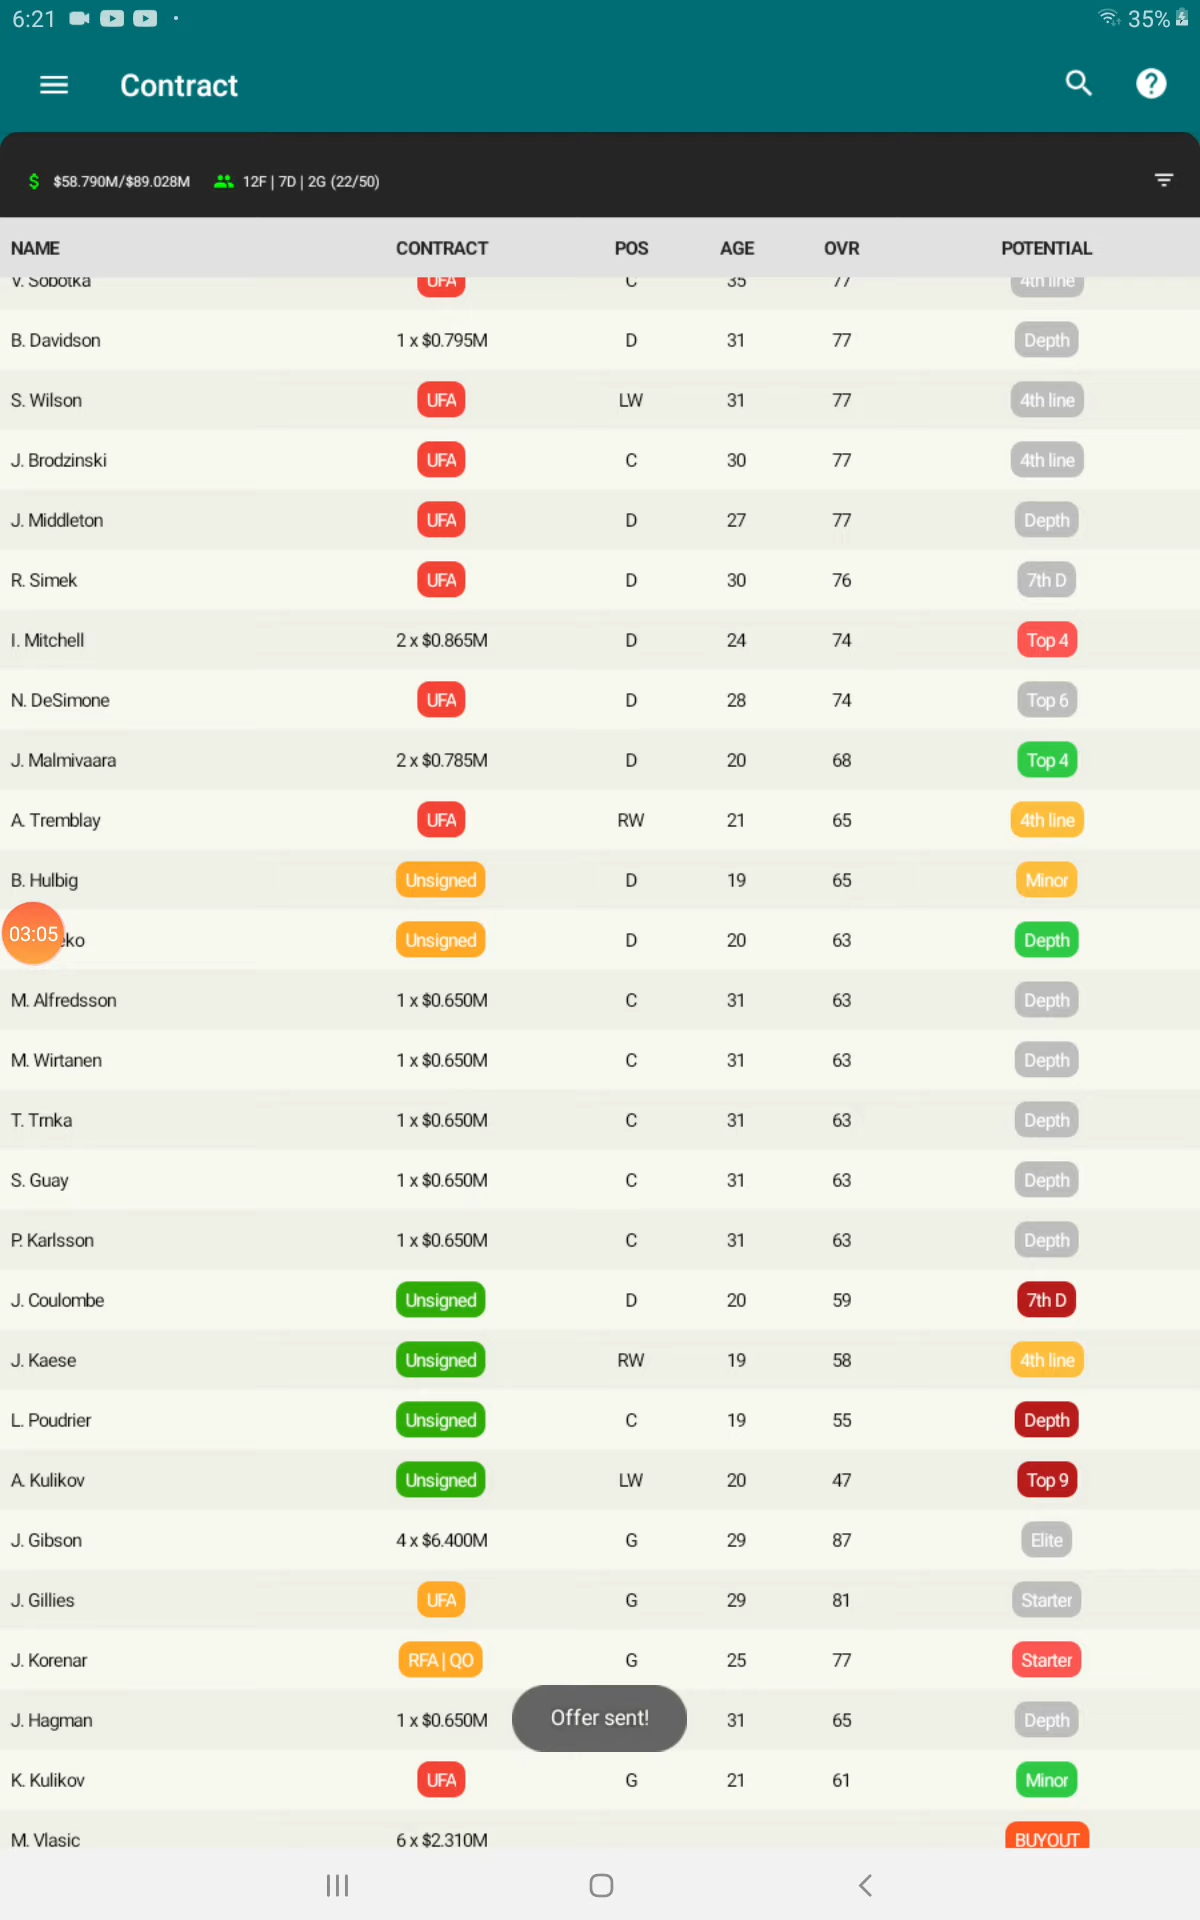 6:21 35%
Contract
$ $58.790M/$89.028M 12F | 7D | 2G (22/50)
NAME CONTRACT POS AGE OVR POTENTIAL
V. Sobotka UFA C 35 77 4th line
B. Davidson 1 x $0.795M D 31 77 Depth
S. Wilson UFA LW 31 77 4th line
J. Brodzinski UFA C 30 77 4th line
J. Middleton UFA D 27 77 Depth
R. Simek UFA D 30 76 7th D
I. Mitchell 2 x $0.865M D 24 74 Top 4
N. DeSimone UFA D 28 74 Top 6
J. Malmivaara 2 x $0.785M D 20 68 Top 4
A. Tremblay UFA RW 21 65 4th line
B. Hulbig Unsigned D 19 65 Minor
03:05 eko Unsigned D 20 63 Depth
M. Alfredsson 1 x $0.650M C 31 63 Depth
M. Wirtanen 1 x $0.650M C 31 63 Depth
T. Trnka 1 x $0.650M C 31 63 Depth
S. Guay 1 x $0.650M C 31 63 Depth
P. Karlsson 1 x $0.650M C 31 63 Depth
J. Coulombe Unsigned D 20 59 7th D
J. Kaese Unsigned RW 19 58 4th line
L. Poudrier Unsigned C 19 55 Depth
A. Kulikov Unsigned LW 20 47 Top 9
J. Gibson 4 x $6.400M G 29 87 Elite
J. Gillies UFA G 29 81 Starter
J. Korenar RFA | QO G 25 77 Starter
J. Hagman 1 x $0.650M 31 65 Depth
Offer sent!
K. Kulikov UFA G 21 61 Minor
M. Vlasic 6 x $2.310M BUYOUT